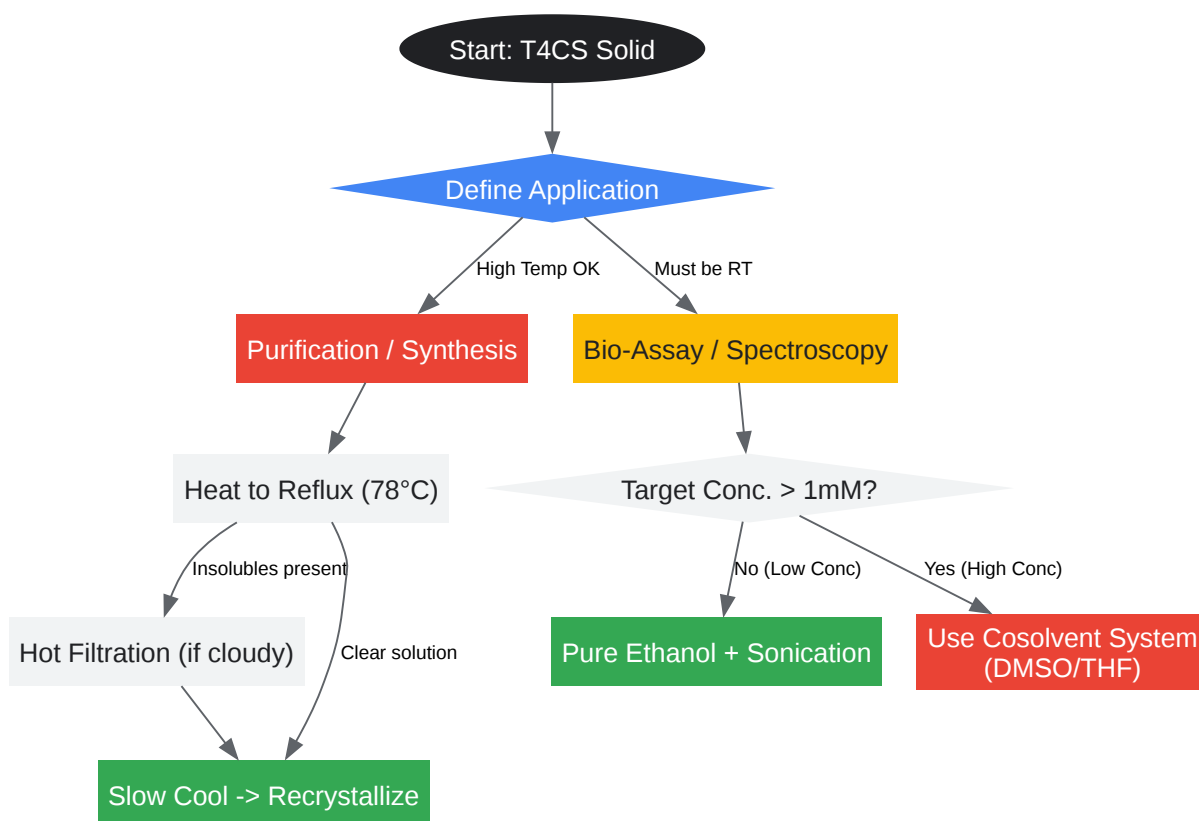 Start: T4CS Solid
Define Application
High Temp OK
Must be RT
Purification / Synthesis
Bio-Assay / Spectroscopy
Heat to Reflux (78°C)
Target Conc. > 1mM?
Insolubles present
No (Low Conc)
Yes (High Conc)
Hot Filtration (if cloudy)
Clear solution
Pure Ethanol + Sonication
Use Cosolvent System
(DMSO/THF)
Slow Cool -> Recrystallize